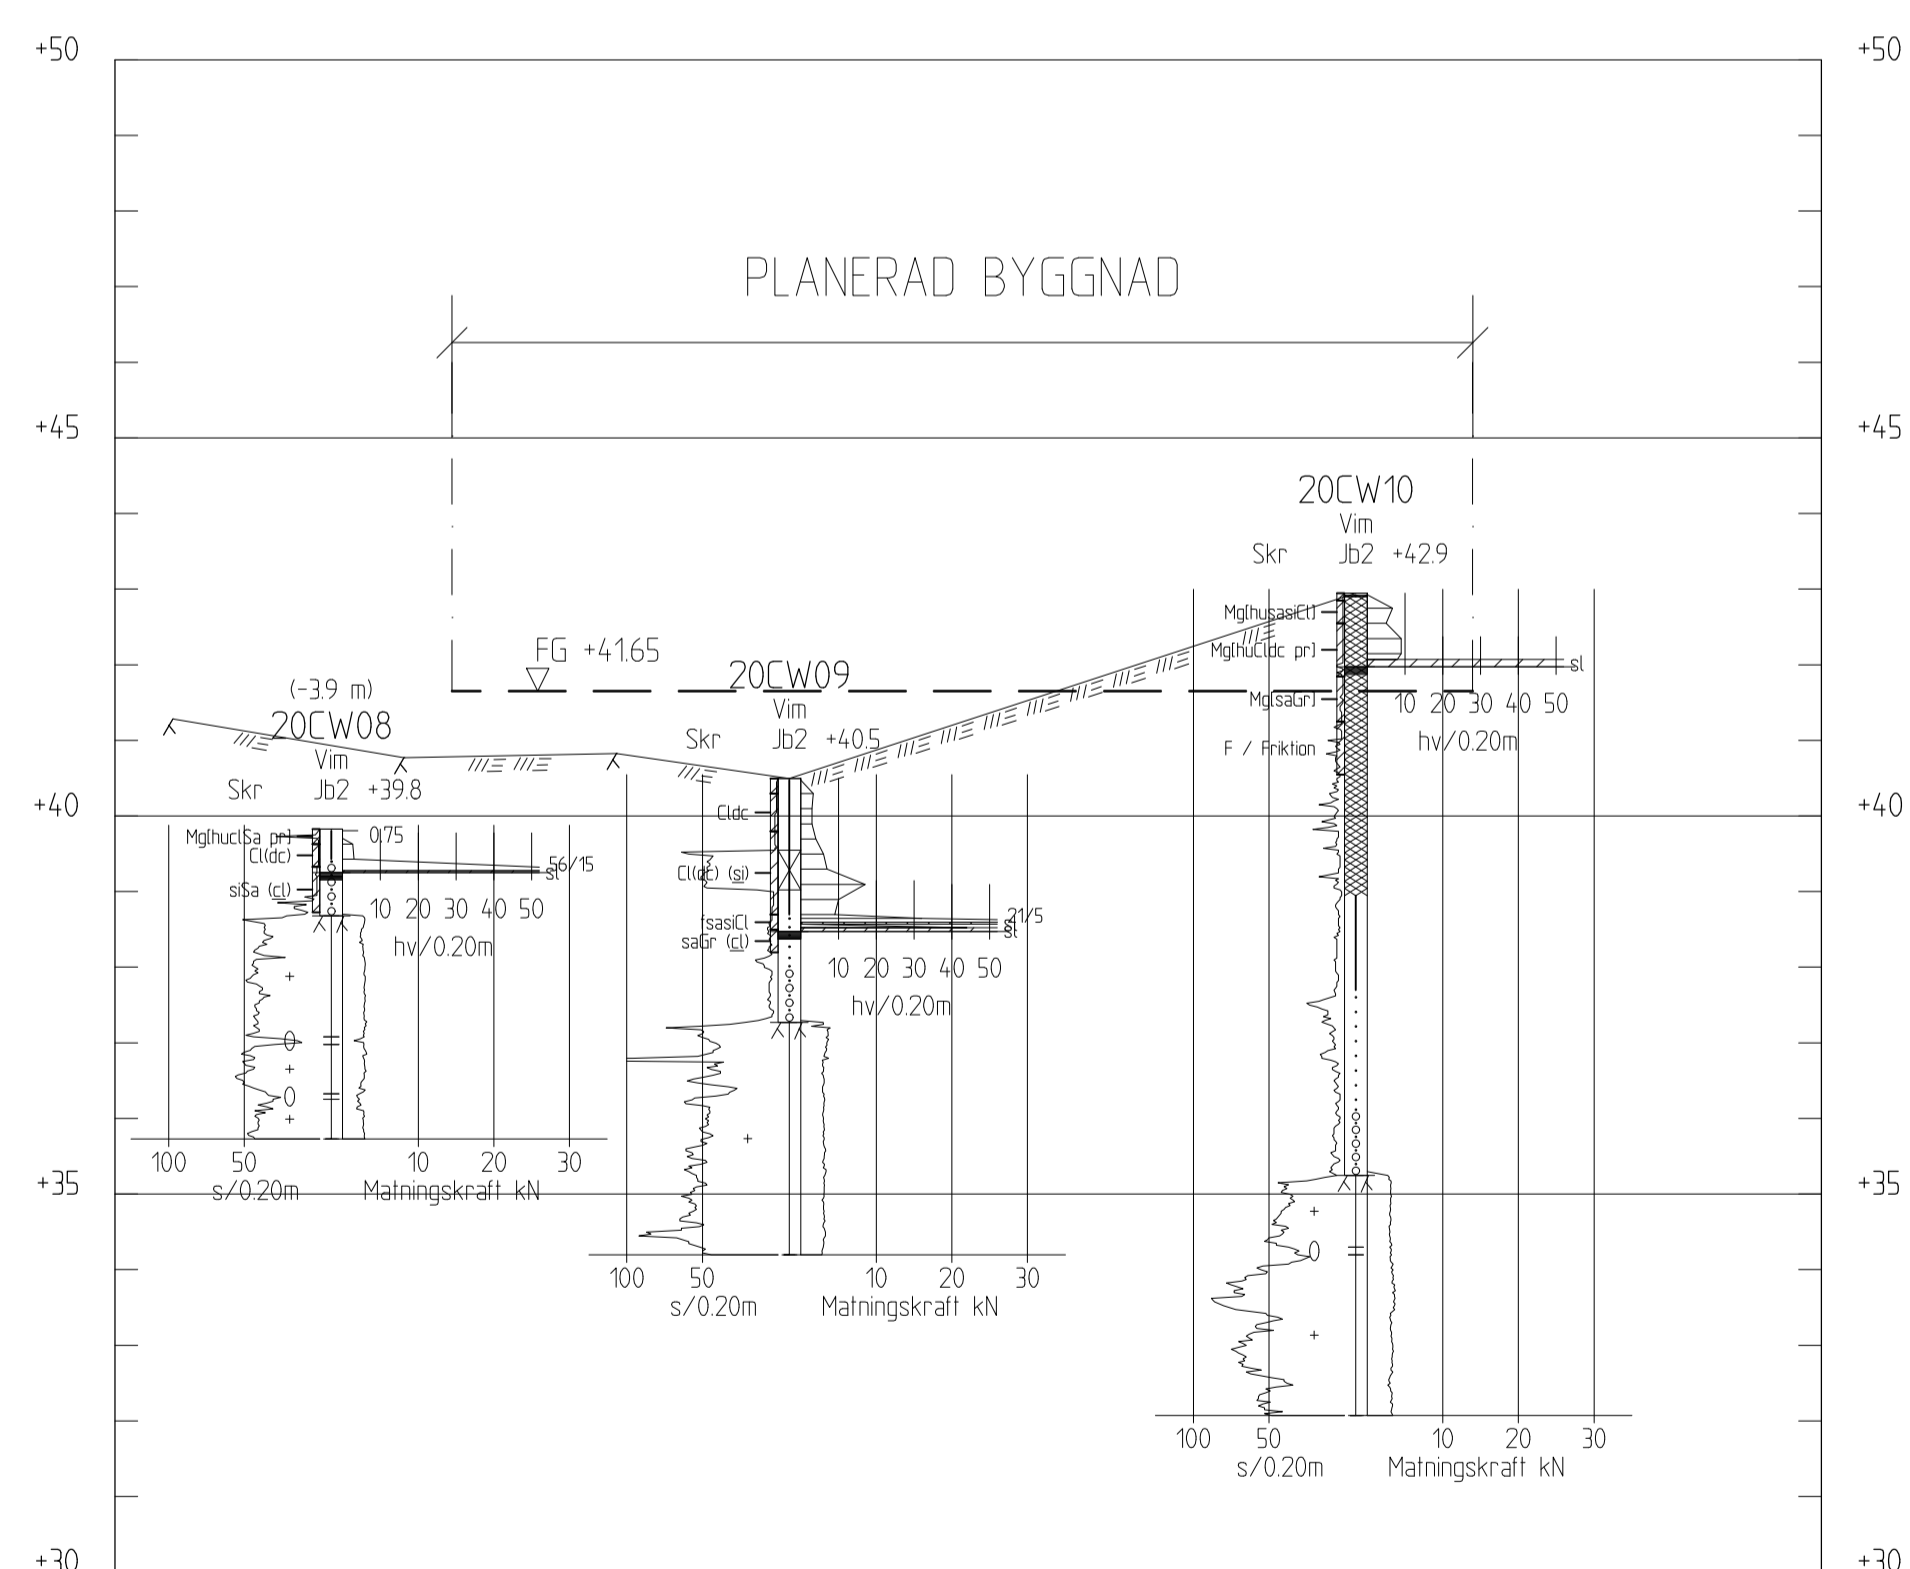 +50 +50
PLANERAD BYGGNAD
+45 +45
20CW10
Vim
Skr Jb2 +42.9
Mg[husasiCl]
Mg[huCldc pr]
sl
Mg[saGr]
10 20 30 40 50
F / Friktion
hv/0.20m
FG +41.65
20CW09
Vim
Skr Jb2 +40.5
(-3.9 m)
20CW08
Vim
Skr Jb2 +39.8
+40 +40
Mg[huclSa pr]
0.75
Cl(dc)
56/15
sl
siSa (cl)
10 20 30 40 50
hv/0.20m
Cldc
Cl(dc) (si)
fsasiCl
21/5
saGr (cl)
sl
10 20 30 40 50
hv/0.20m
100 50 10 20 30
s/0.20m Matningskraft kN
+35 +35
100 50 10 20 30
s/0.20m Matningskraft kN
100 50 10 20 30
s/0.20m Matningskraft kN
+30 +30